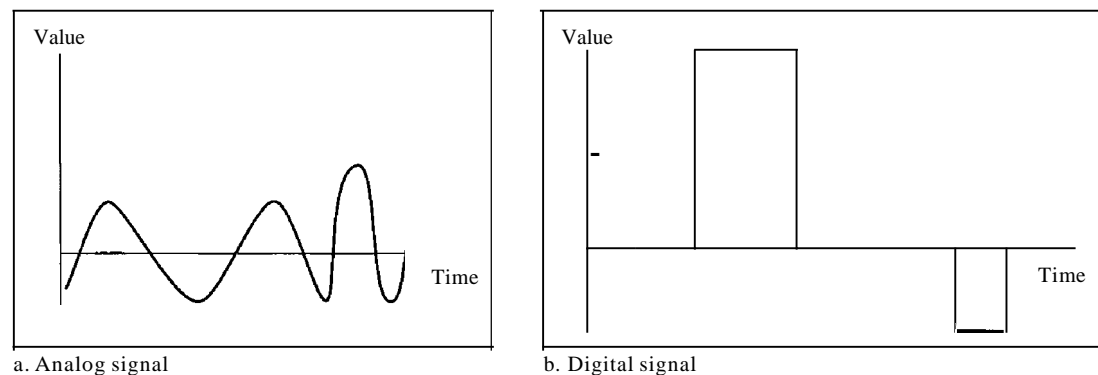 Value
Time
a. Analog signal
Value
Time
b. Digital signal